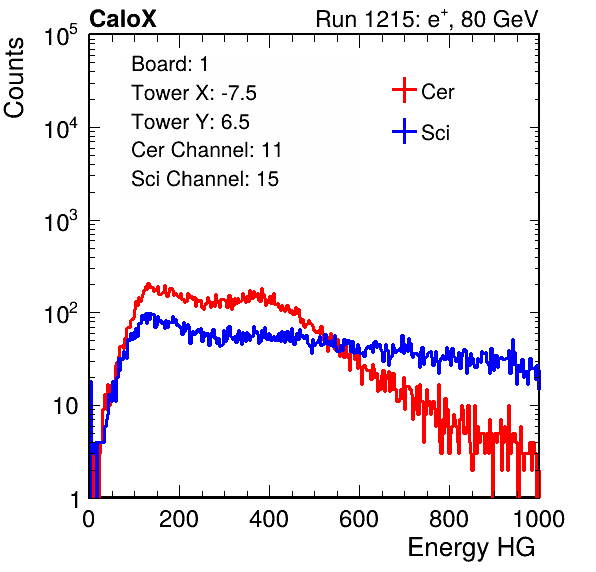 CaloX Run 1215: e⁺, 80 GeV
Counts
10⁵
10⁴
10³
10²
10
1
Board: 1
Tower X: -7.5
Tower Y: 6.5
Cer Channel: 11
Sci Channel: 15
Cer
Sci
0 200 400 600 800 1000
Energy HG